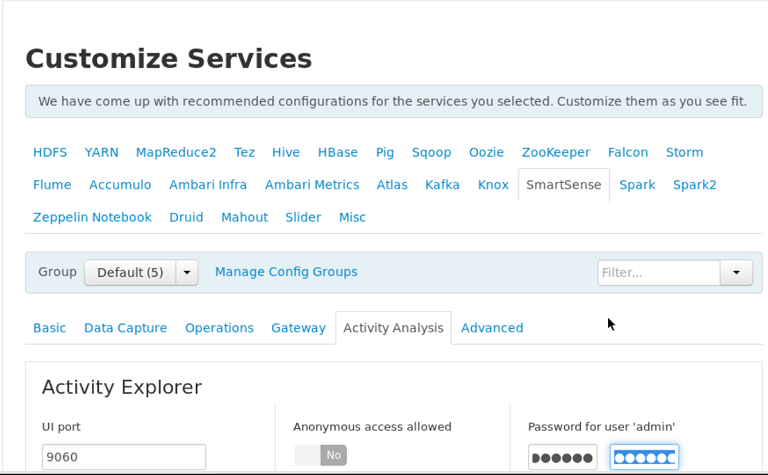 Customize Services
We have come up with recommended configurations for the services you selected. Customize them as you see fit.
HDFS YARN MapReduce2 Tez Hive HBase Pig Sqoop Oozie ZooKeeper Falcon Storm
Flume Accumulo Ambari Infra Ambari Metrics Atlas Kafka Knox SmartSense Spark Spark2
Zeppelin Notebook Druid Mahout Slider Misc
Group Default (5) Manage Config Groups Filter...
Basic Data Capture Operations Gateway Activity Analysis Advanced
Activity Explorer
UI port Anonymous access allowed Password for user 'admin'
9060 No ●●●●●● ●●●●●●